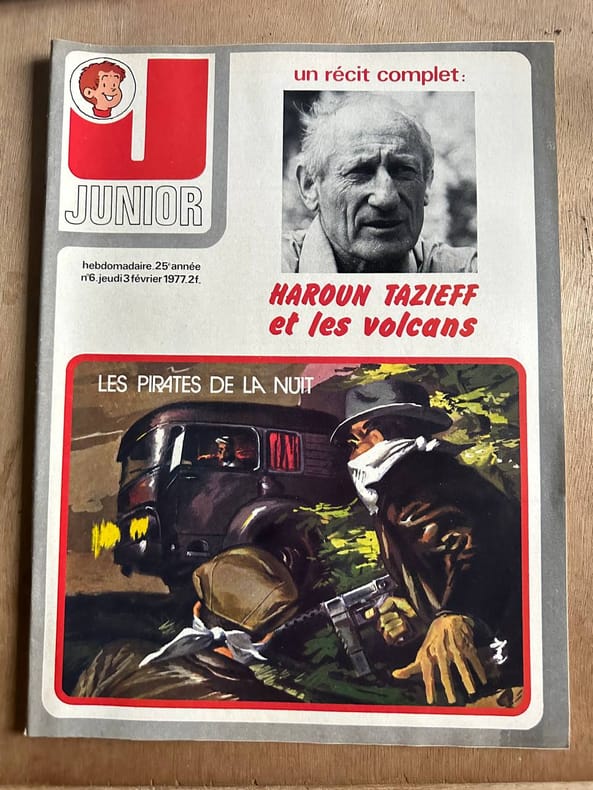 J
JUNIOR
hebdomadaire.25e année
n°6.jeudi 3 février 1977.2f.
un récit complet:
HAROUN TAZIEFF
et les volcans
LES PIRATES DE LA NUIT